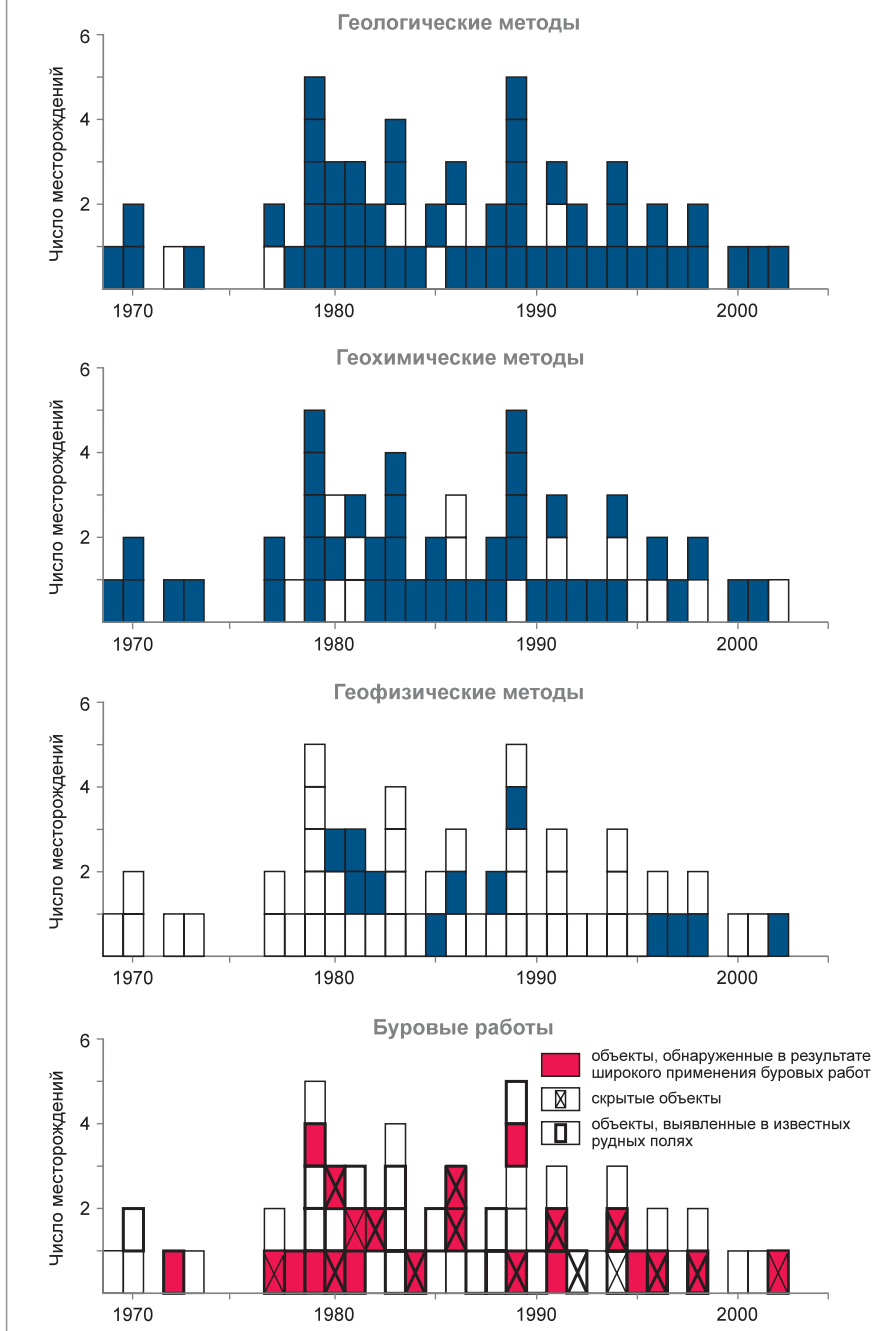 Геологические методы
Число месторождений
6
4
2
1970
1980
1990
2000
Геохимические методы
Число месторождений
6
4
2
1970
1980
1990
2000
Геофизические методы
Число месторождений
6
4
2
1970
1980
1990
2000
Буровые работы
Число месторождений
6
4
2
объекты, обнаруженные в результате
широкого применения буровых работ
скрытые объекты
объекты, выявленные в известных
рудных полях
1970
1980
1990
2000